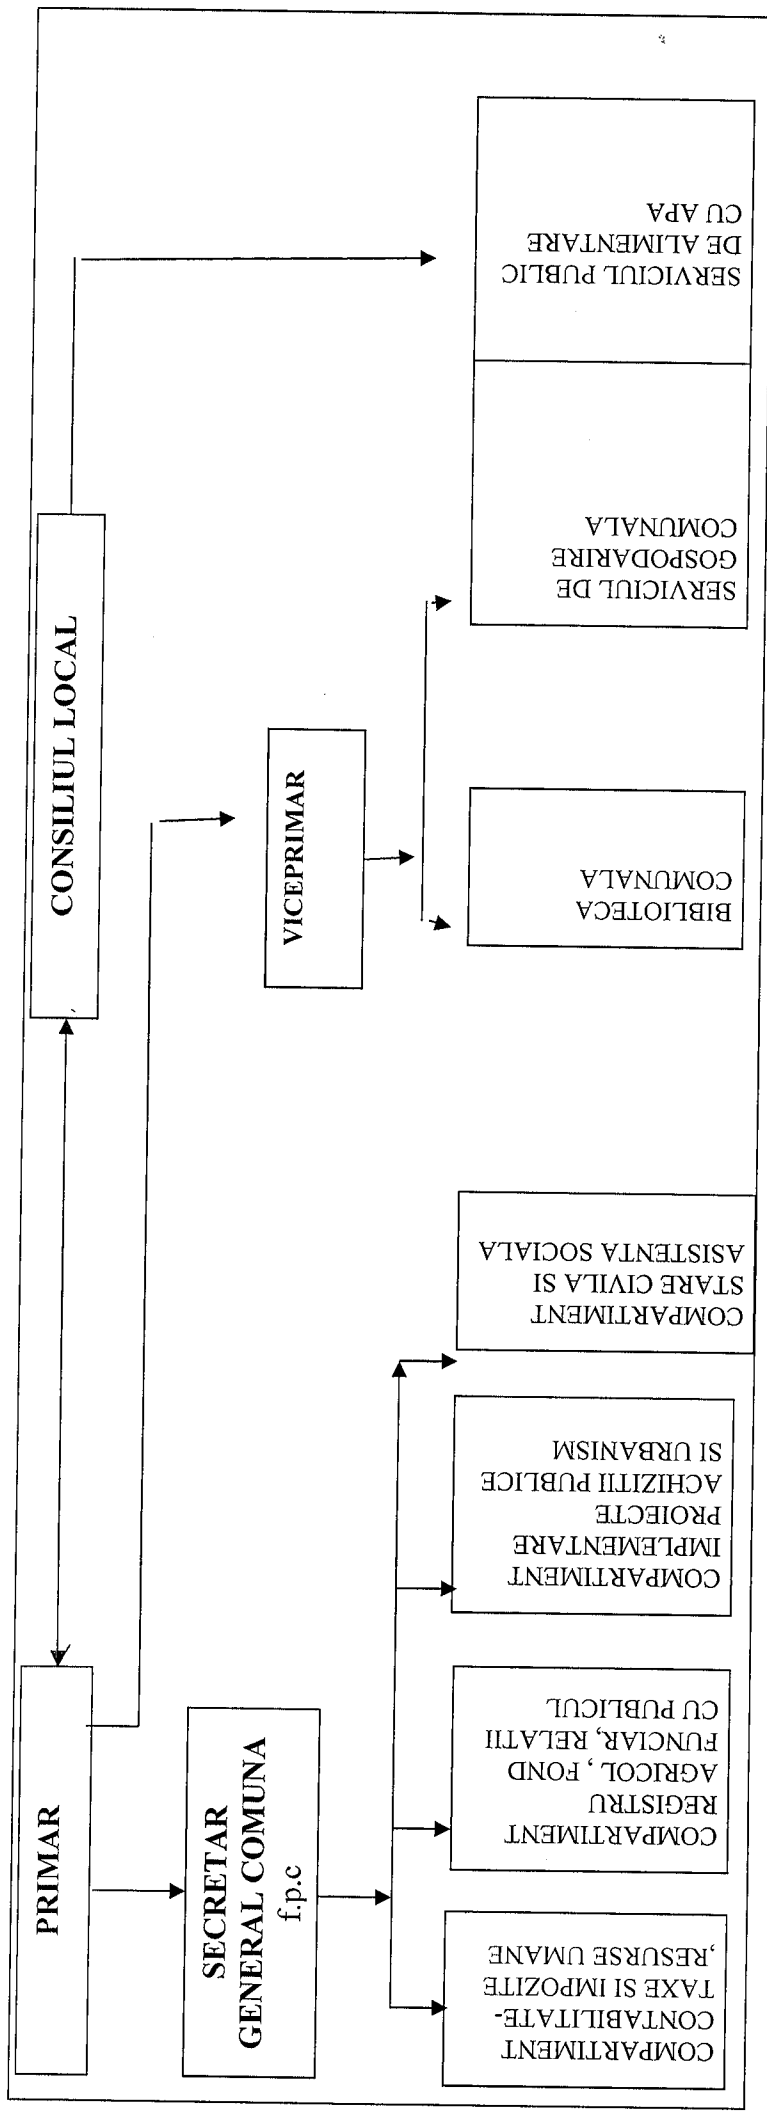 PRIMAR
CONSILIUL LOCAL
SECRETAR
GENERAL COMUNA
f.p.c
VICEPRIMAR
COMPARTIMENT
CONTABILITATE-
TAXE SI IMPOZITE
,RESURSE UMANE
COMPARTIMENT
REGISTRU
AGRICOL , FOND
FUNCIAR, RELATII
CU PUBLICUL
COMPARTIMENT
IMPLEMENTARE
PROIECTE
ACHIZITII PUBLICE
SI URBANISM
COMPARTIMENT
STARE CIVILA SI
ASISTENTA SOCIALA
BIBLIOTECA
COMUNALA
SERVICIUL DE
GOSPODARIRE
COMUNALA
SERVICIUL PUBLIC
DE ALIMENTARE
CU APA